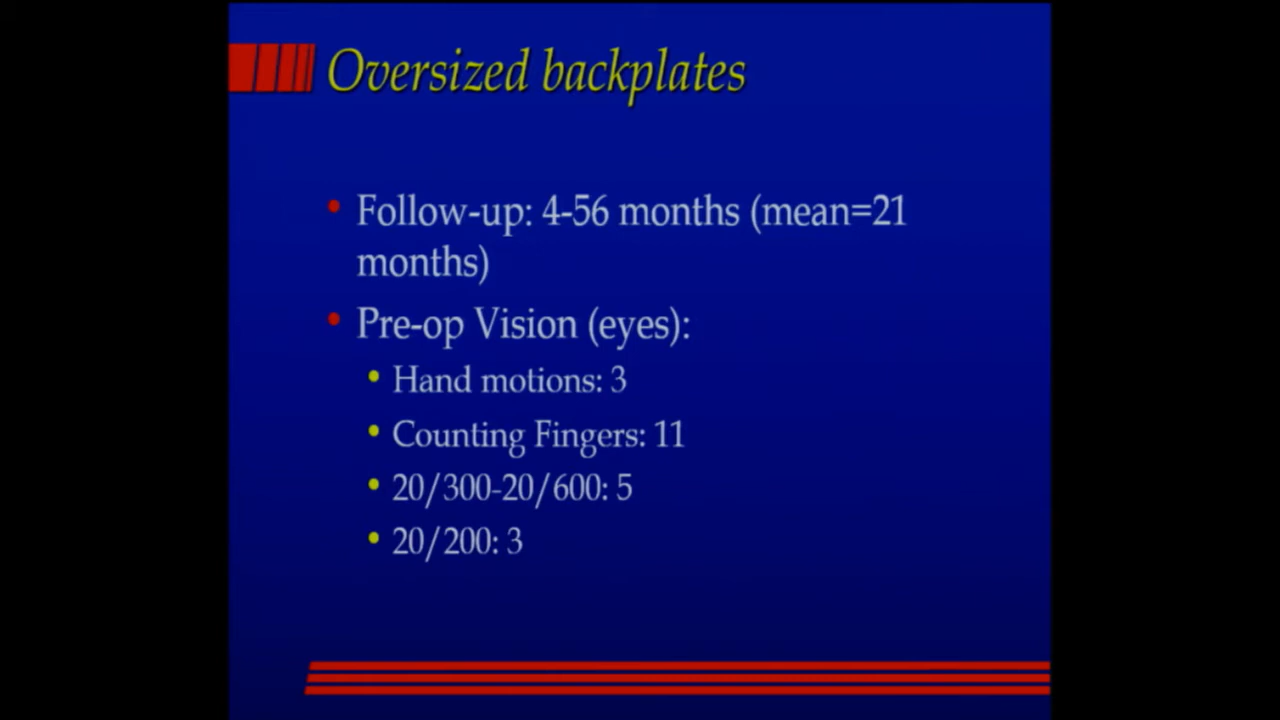 Oversized backplates
Follow-up: 4-56 months (mean=21
months)
Pre-op Vision (eyes):
Hand motions: 3
Counting Fingers: 11
20/300-20/600: 5
20/200: 3